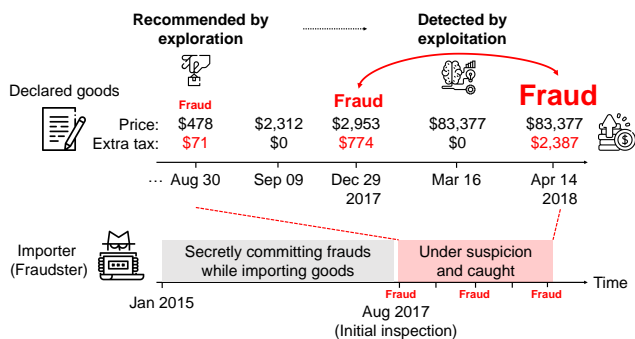 Recommended by
exploration
Detected by
exploitation
Declared goods
Fraud
Fraud
Fraud
Price: $478 $2,312 $2,953 $83,377 $83,377
Extra tax: $71 $0 $774 $0 $2,387
... Aug 30 Sep 09 Dec 29 Mar 16 Apr 14
2017 2018
Importer
(Fraudster)
Secretly committing frauds
while importing goods
Under suspicion
and caught
Time
Jan 2015
Fraud Fraud Fraud
Aug 2017
(Initial inspection)